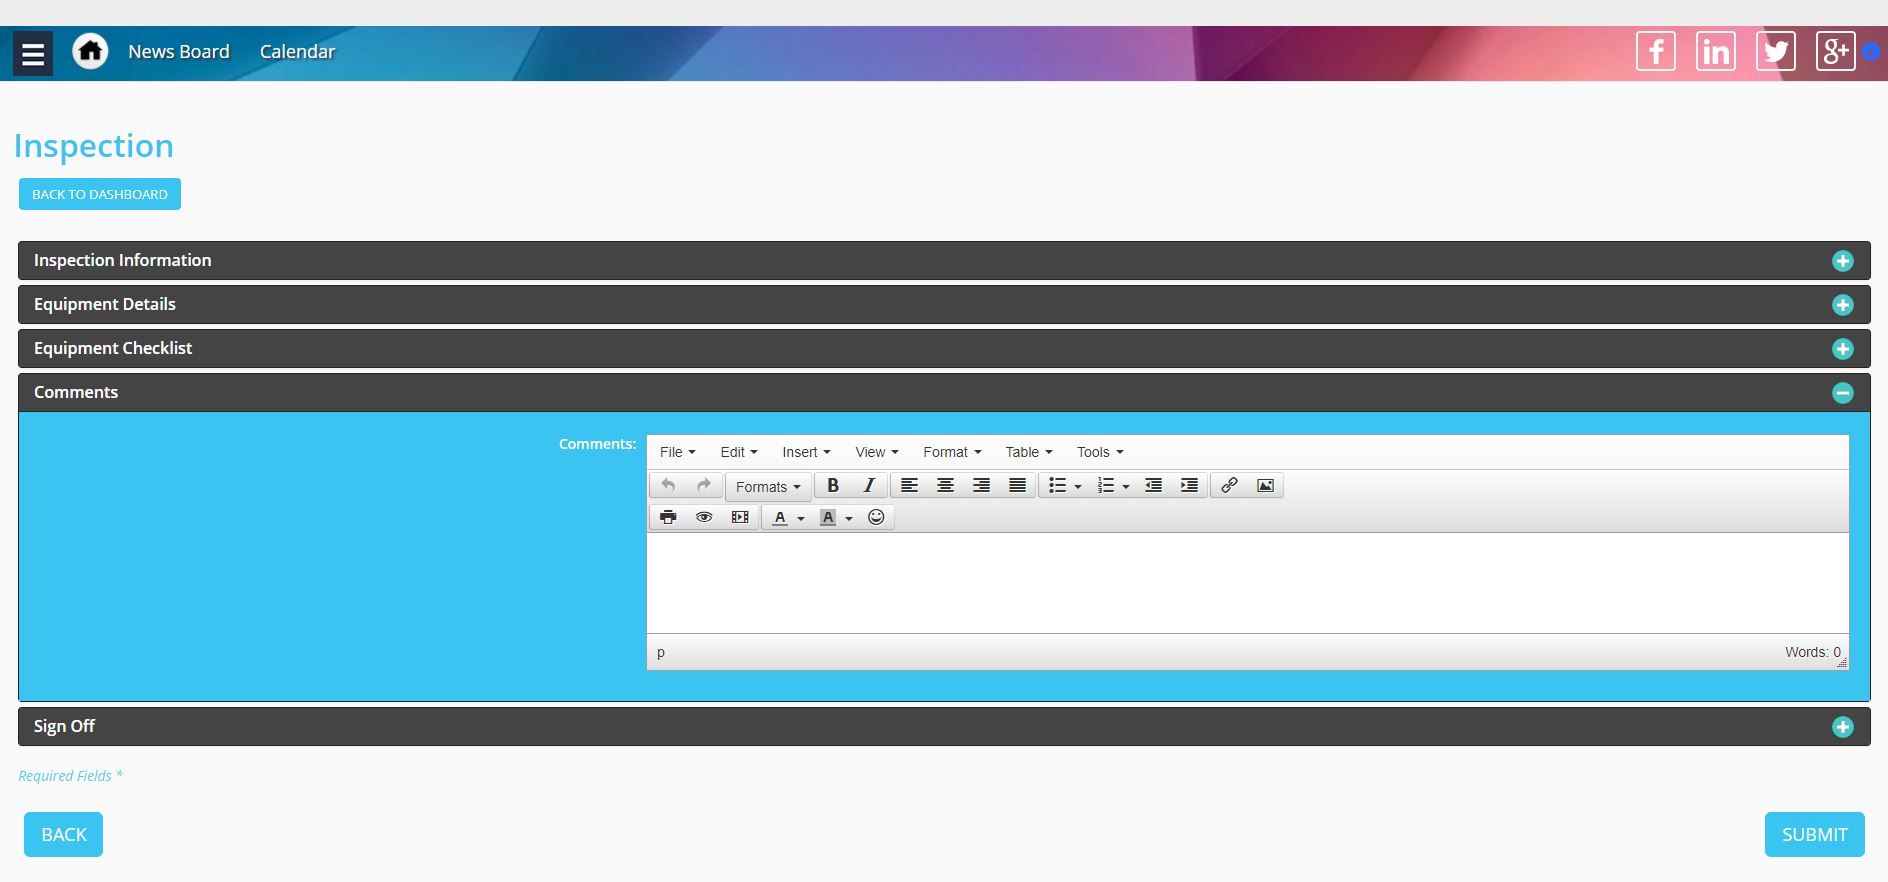 News Board Calendar
Inspection
BACK TO DASHBOARD
Inspection Information
Equipment Details
Equipment Checklist
Comments
Comments:
File Edit Insert View Format Table Tools
Formats B I
A A
p Words: 0
Sign Off
Required Fields *
BACK SUBMIT